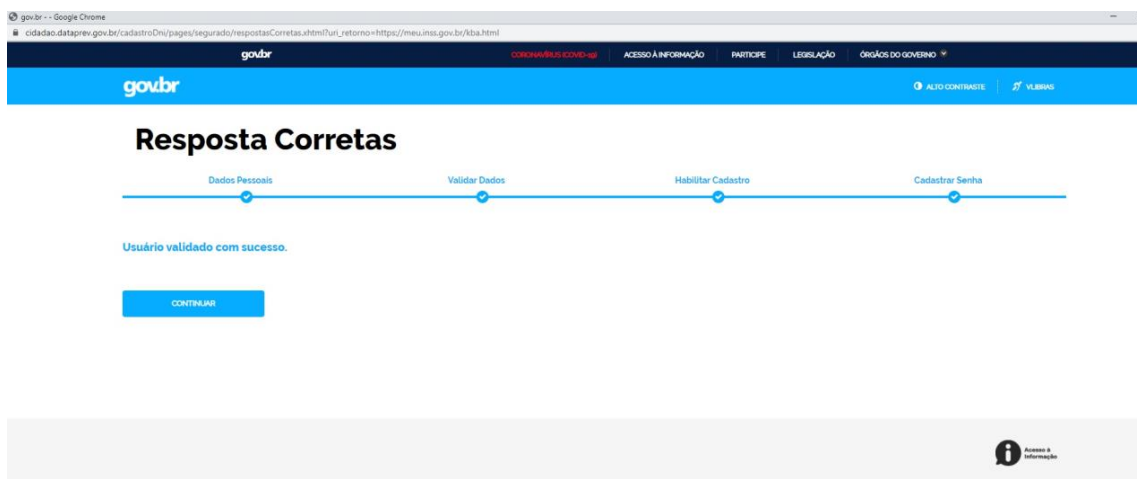 gov.br - - Google Chrome
cidadao.dataprev.gov.br/cadastroDni/pages/segurado/respostasCorretas.xhtml?uri_retorno=https://meu.inss.gov.br/kba.html
govbr CORONAVÍRUS (COVID-19) ACESSO À INFORMAÇÃO PARTICIPE LEGISLAÇÃO ÓRGÃOS DO GOVERNO
gov.br ALTO CONTRASTE VLIBRAS
Resposta Corretas
Dados Pessoais Validar Dados Habilitar Cadastro Cadastrar Senha
Usuário validado com sucesso.
CONTINUAR
i Acesso à
Informação